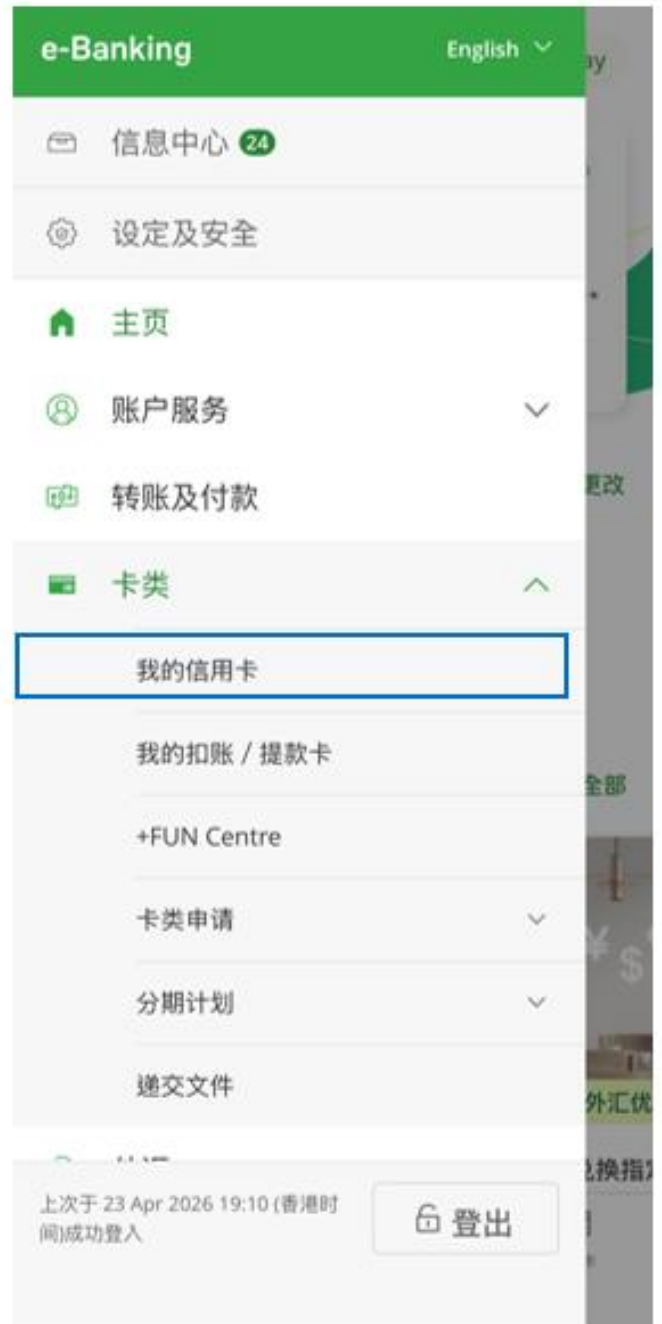 e-Banking
English
信息中心 24
设定及安全
主页
账户服务
转账及付款
更改
卡类
我的信用卡
我的扣账 / 提款卡
全部
+FUN Centre
卡类申请
¥ $
分期计划
递交文件
外汇优
上次于 23 Apr 2026 19:10 (香港时
间)成功登入
登出